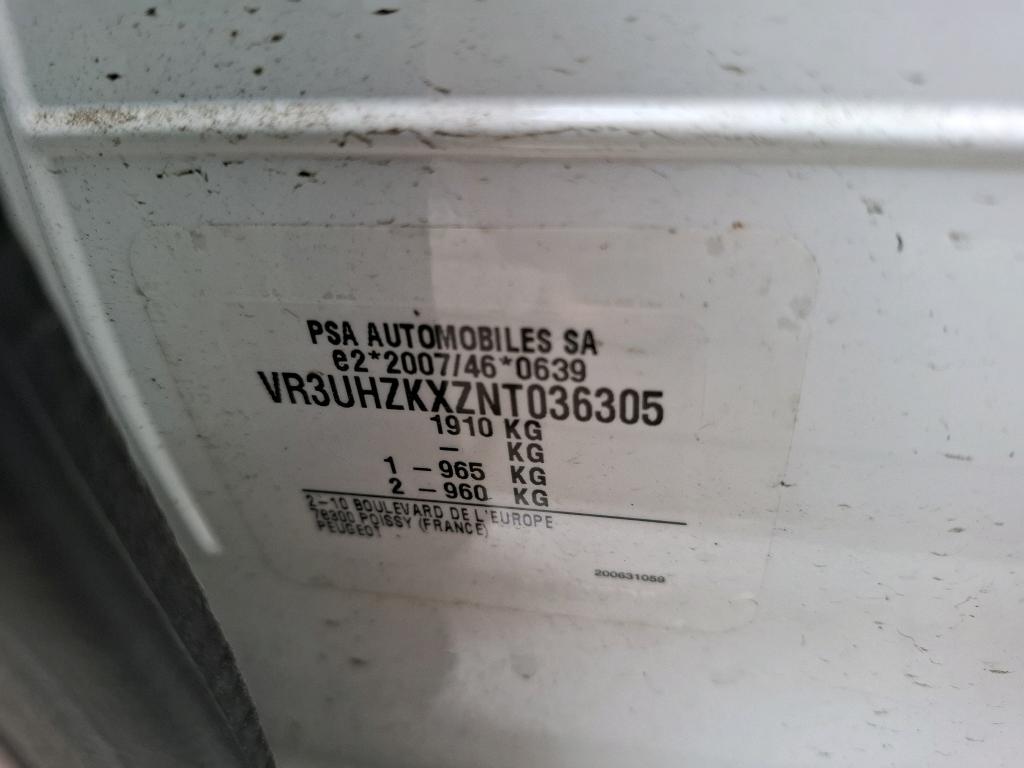 PSA AUTOMOBILES SA
e2*2007/46*0639
VR3UHZKXZNT036305
1910 KG
– KG
1 – 965 KG
2 – 960 KG
2–10 BOULEVARD DE L'EUROPE
78300 POISSY (FRANCE)
PEUGEOT
200631059